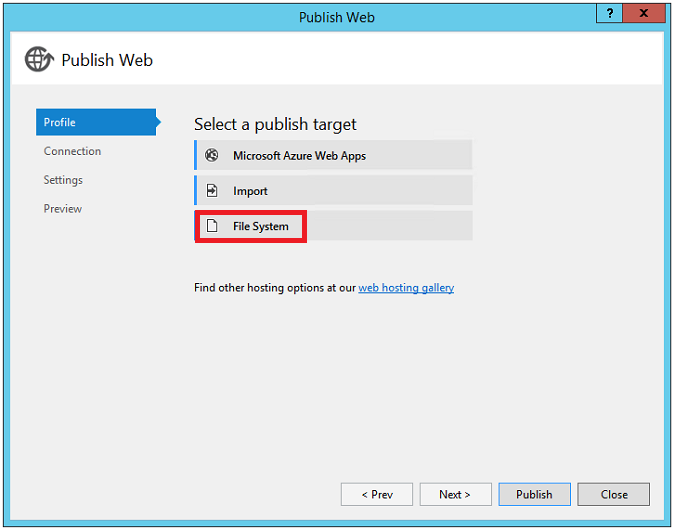 Publish Web
?
x
Publish Web
Profile
Connection
Settings
Preview
Select a publish target
Microsoft Azure Web Apps
Import
File System
Find other hosting options at our web hosting gallery
< Prev
Next >
Publish
Close